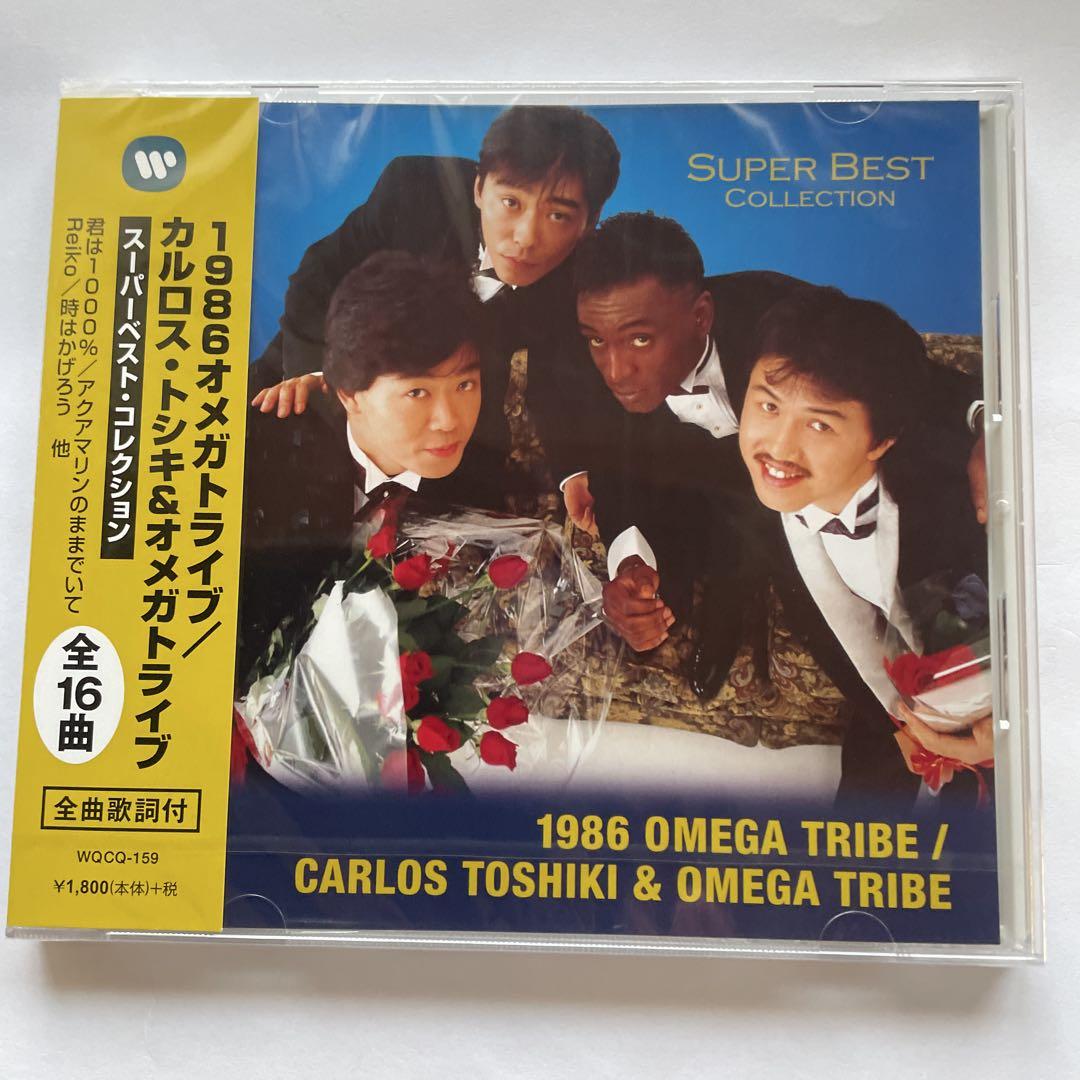 1986オメガトライブ/
カルロス・トシキ&オメガトライブ
スーパーベスト・コレクション
君は1000%/アクアマリンのままでいて
Reiko/時はかげろう 他
全
16
曲
全曲歌詞付
WQCQ-159
¥1,800(本体)+税
SUPER BEST
COLLECTION
1986 OMEGA TRIBE /
CARLOS TOSHIKI & OMEGA TRIBE